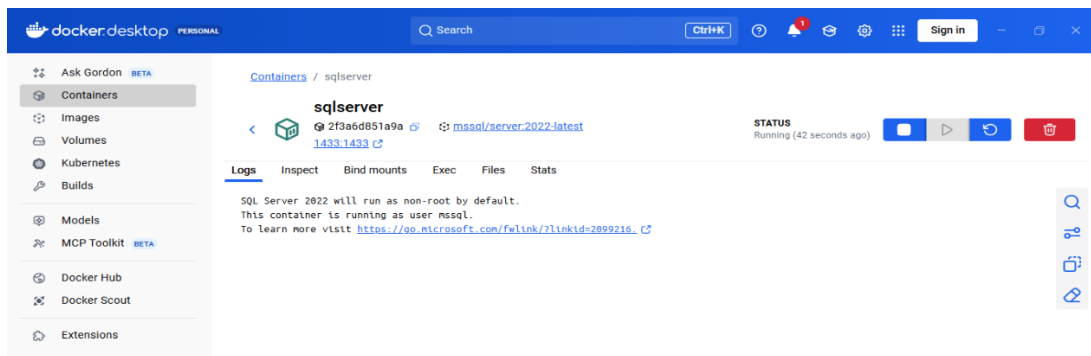 docker.desktop PERSONAL Search Ctrl+K 1 Sign in
Ask Gordon BETA
Containers
Images
Volumes
Kubernetes
Builds
Models
MCP Toolkit BETA
Docker Hub
Docker Scout
Extensions
Containers / sqlserver
sqlserver
2f3a6d851a9a mssql/server:2022-latest
1433:1433
STATUS
Running (42 seconds ago)
Logs Inspect Bind mounts Exec Files Stats
SQL Server 2022 will run as non-root by default.
This container is running as user mssql.
To learn more visit https://go.microsoft.com/fwlink/?linkid=2099216.